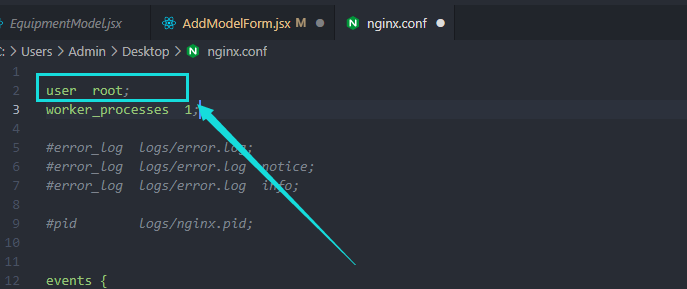 EquipmentModel.jsx AddModelForm.jsx M nginx.conf
C: > Users > Admin > Desktop > nginx.conf
1
2 user  root;
3 worker_processes  1;
4
5 #error_log  logs/error.log;
6 #error_log  logs/error.log  notice;
7 #error_log  logs/error.log  info;
8
9 #pid        logs/nginx.pid;
10
11
12 events {